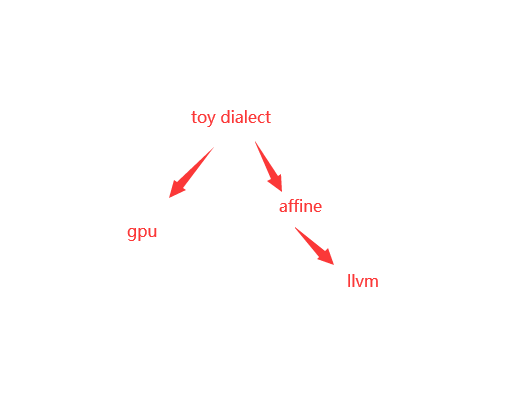 toy dialect
affine
gpu
llvm